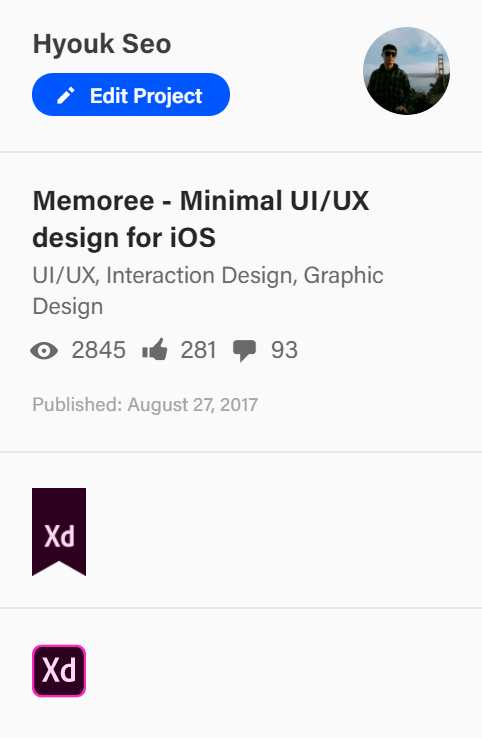 Hyouk Seo
Edit Project
Memoree - Minimal UI/UX
design for iOS
UI/UX, Interaction Design, Graphic
Design
2845 281 93
Published: August 27, 2017
Xd
Xd